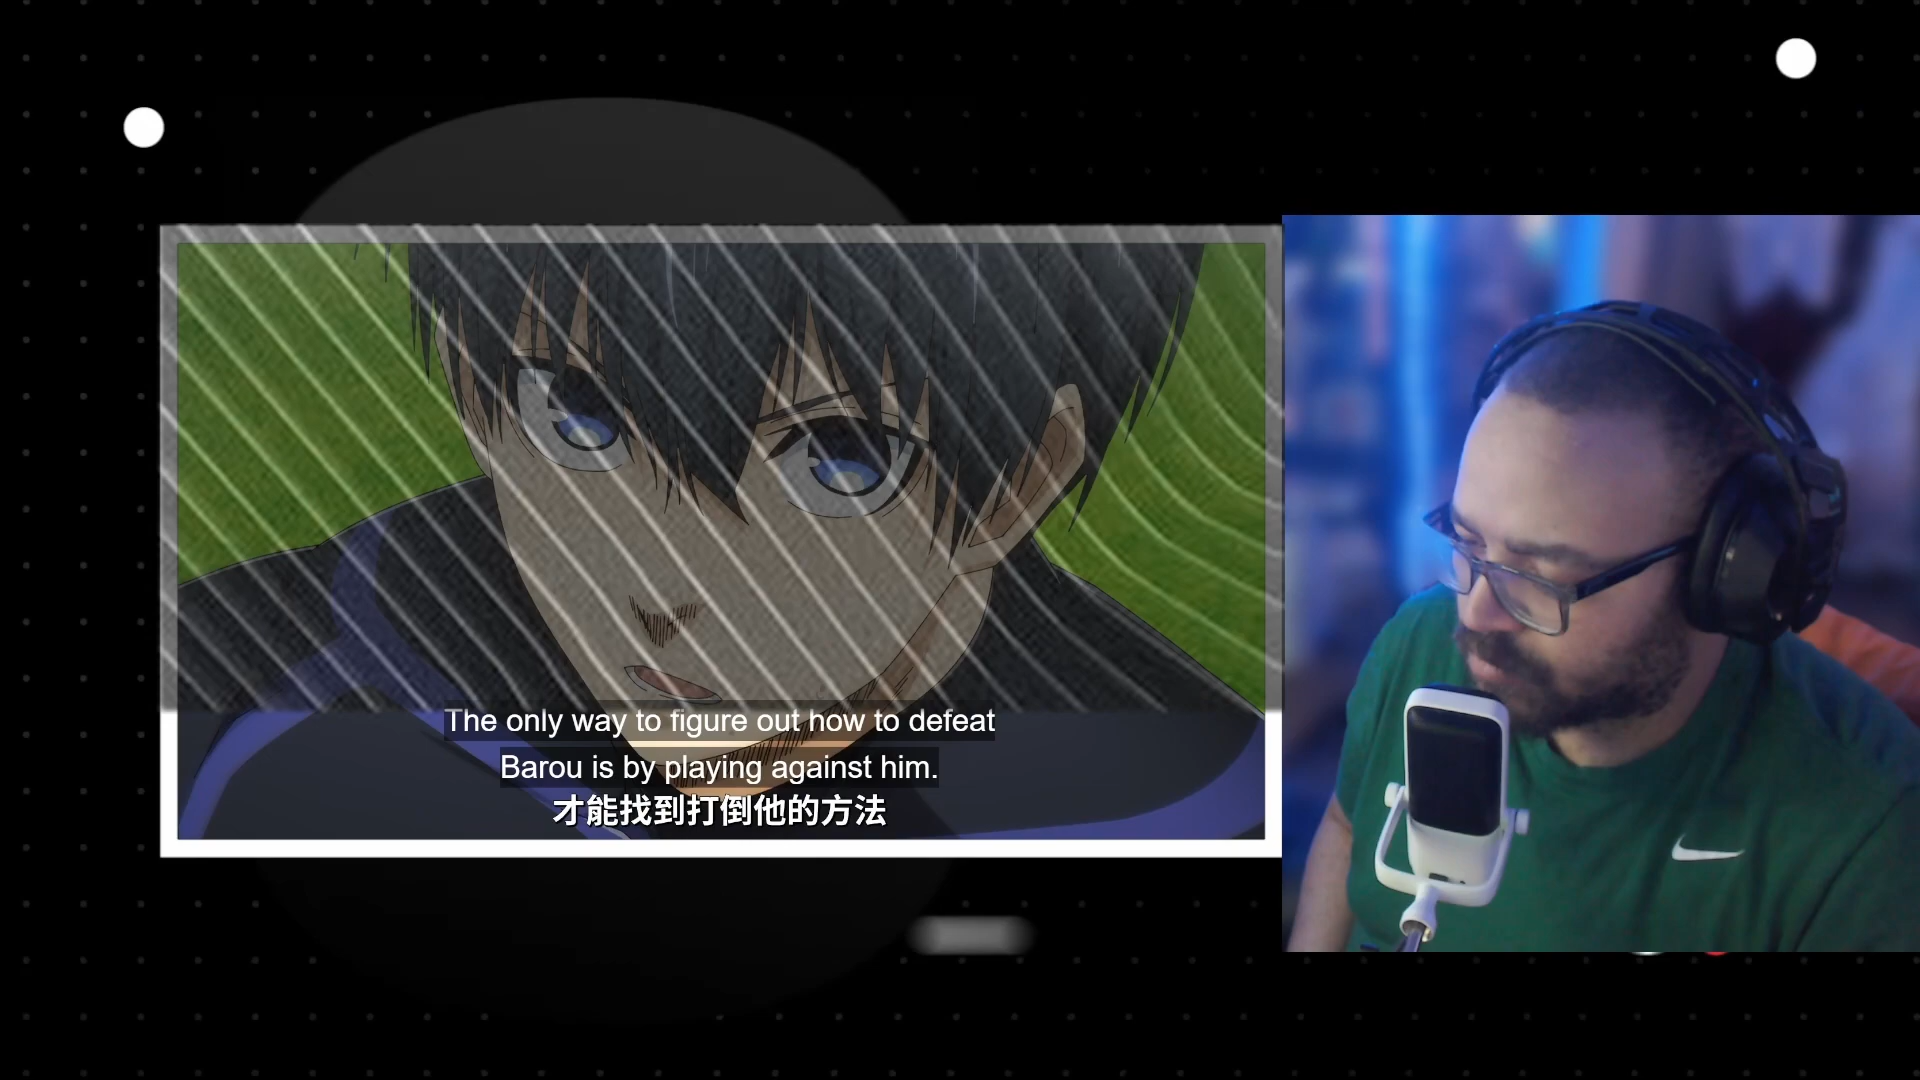 The only way to figure out how to defeat
Barou is by playing against him.
才能找到打倒他的方法